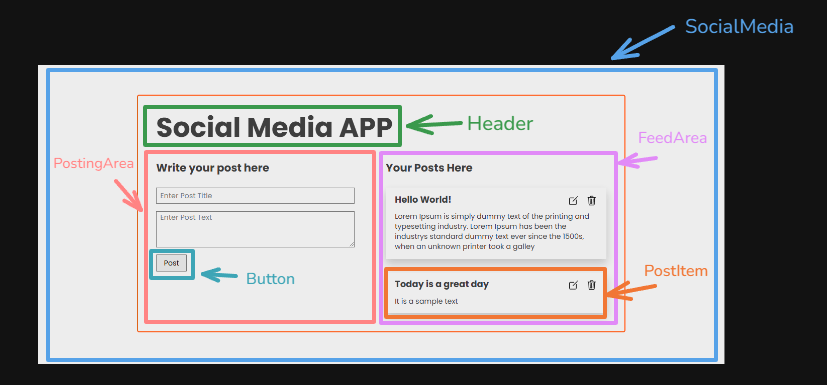 SocialMedia
Social Media APP
Header
FeedArea
PostingArea
Write your post here
Enter Post Title
Enter Post Text
Post
Button
Your Posts Here
Hello World!
Lorem Ipsum is simply dummy text of the printing and
typesetting industry. Lorem Ipsum has been the
industrys standard dummy text ever since the 1500s,
when an unknown printer took a galley
PostItem
Today is a great day
It is a sample text